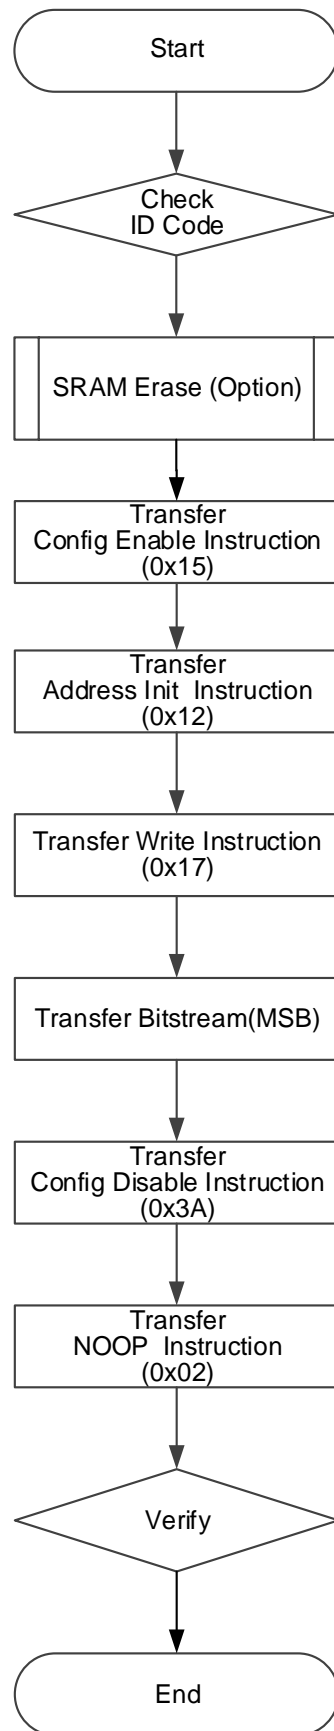 Start
Check
ID Code
SRAM Erase (Option)
Transfer
Config Enable Instruction
(0x15)
Transfer
Address Init  Instruction
(0x12)
Transfer Write Instruction
(0x17)
Transfer Bitstream(MSB)
Transfer
Config Disable Instruction
(0x3A)
Transfer
NOOP  Instruction
(0x02)
Verify
End